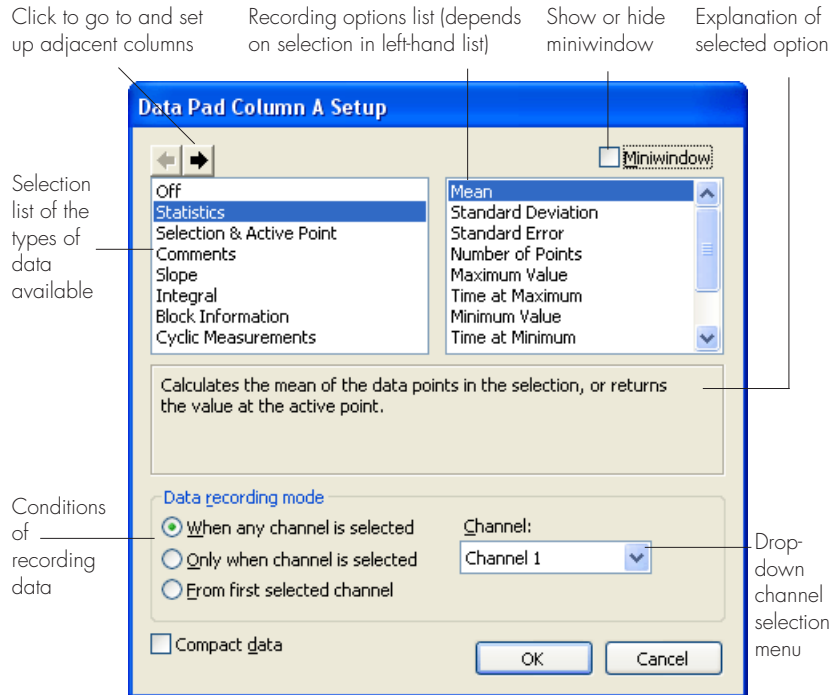 Click to go to and set
up adjacent columns
Recording options list (depends
on selection in left-hand list)
Show or hide
miniwindow
Explanation of
selected option
Data Pad Column A Setup
Miniwindow
Selection
list of the
types of
data
available
Off
Statistics
Selection & Active Point
Comments
Slope
Integral
Block Information
Cyclic Measurements
Mean
Standard Deviation
Standard Error
Number of Points
Maximum Value
Time at Maximum
Minimum Value
Time at Minimum
Calculates the mean of the data points in the selection, or returns
the value at the active point.
Conditions
of
recording
data
Data recording mode
When any channel is selected
Only when channel is selected
From first selected channel
Channel:
Channel 1
Drop-
down
channel
selection
menu
Compact data
OK
Cancel